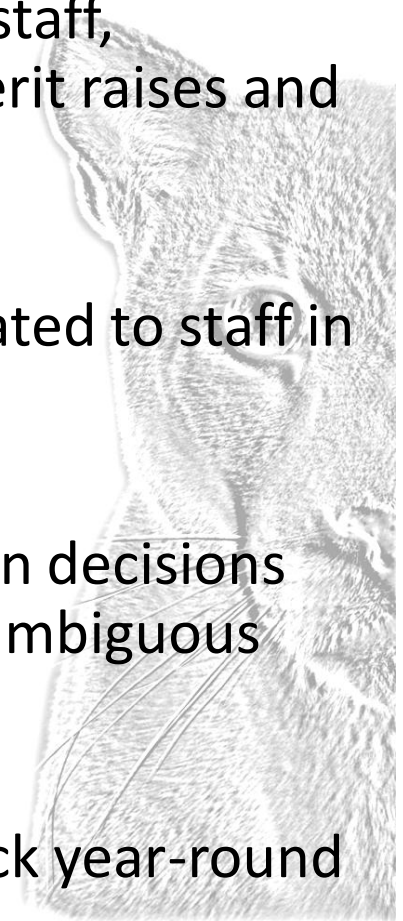 staff,
erit raises and
ated to staff in
n decisions
mbiguous
ck year-round